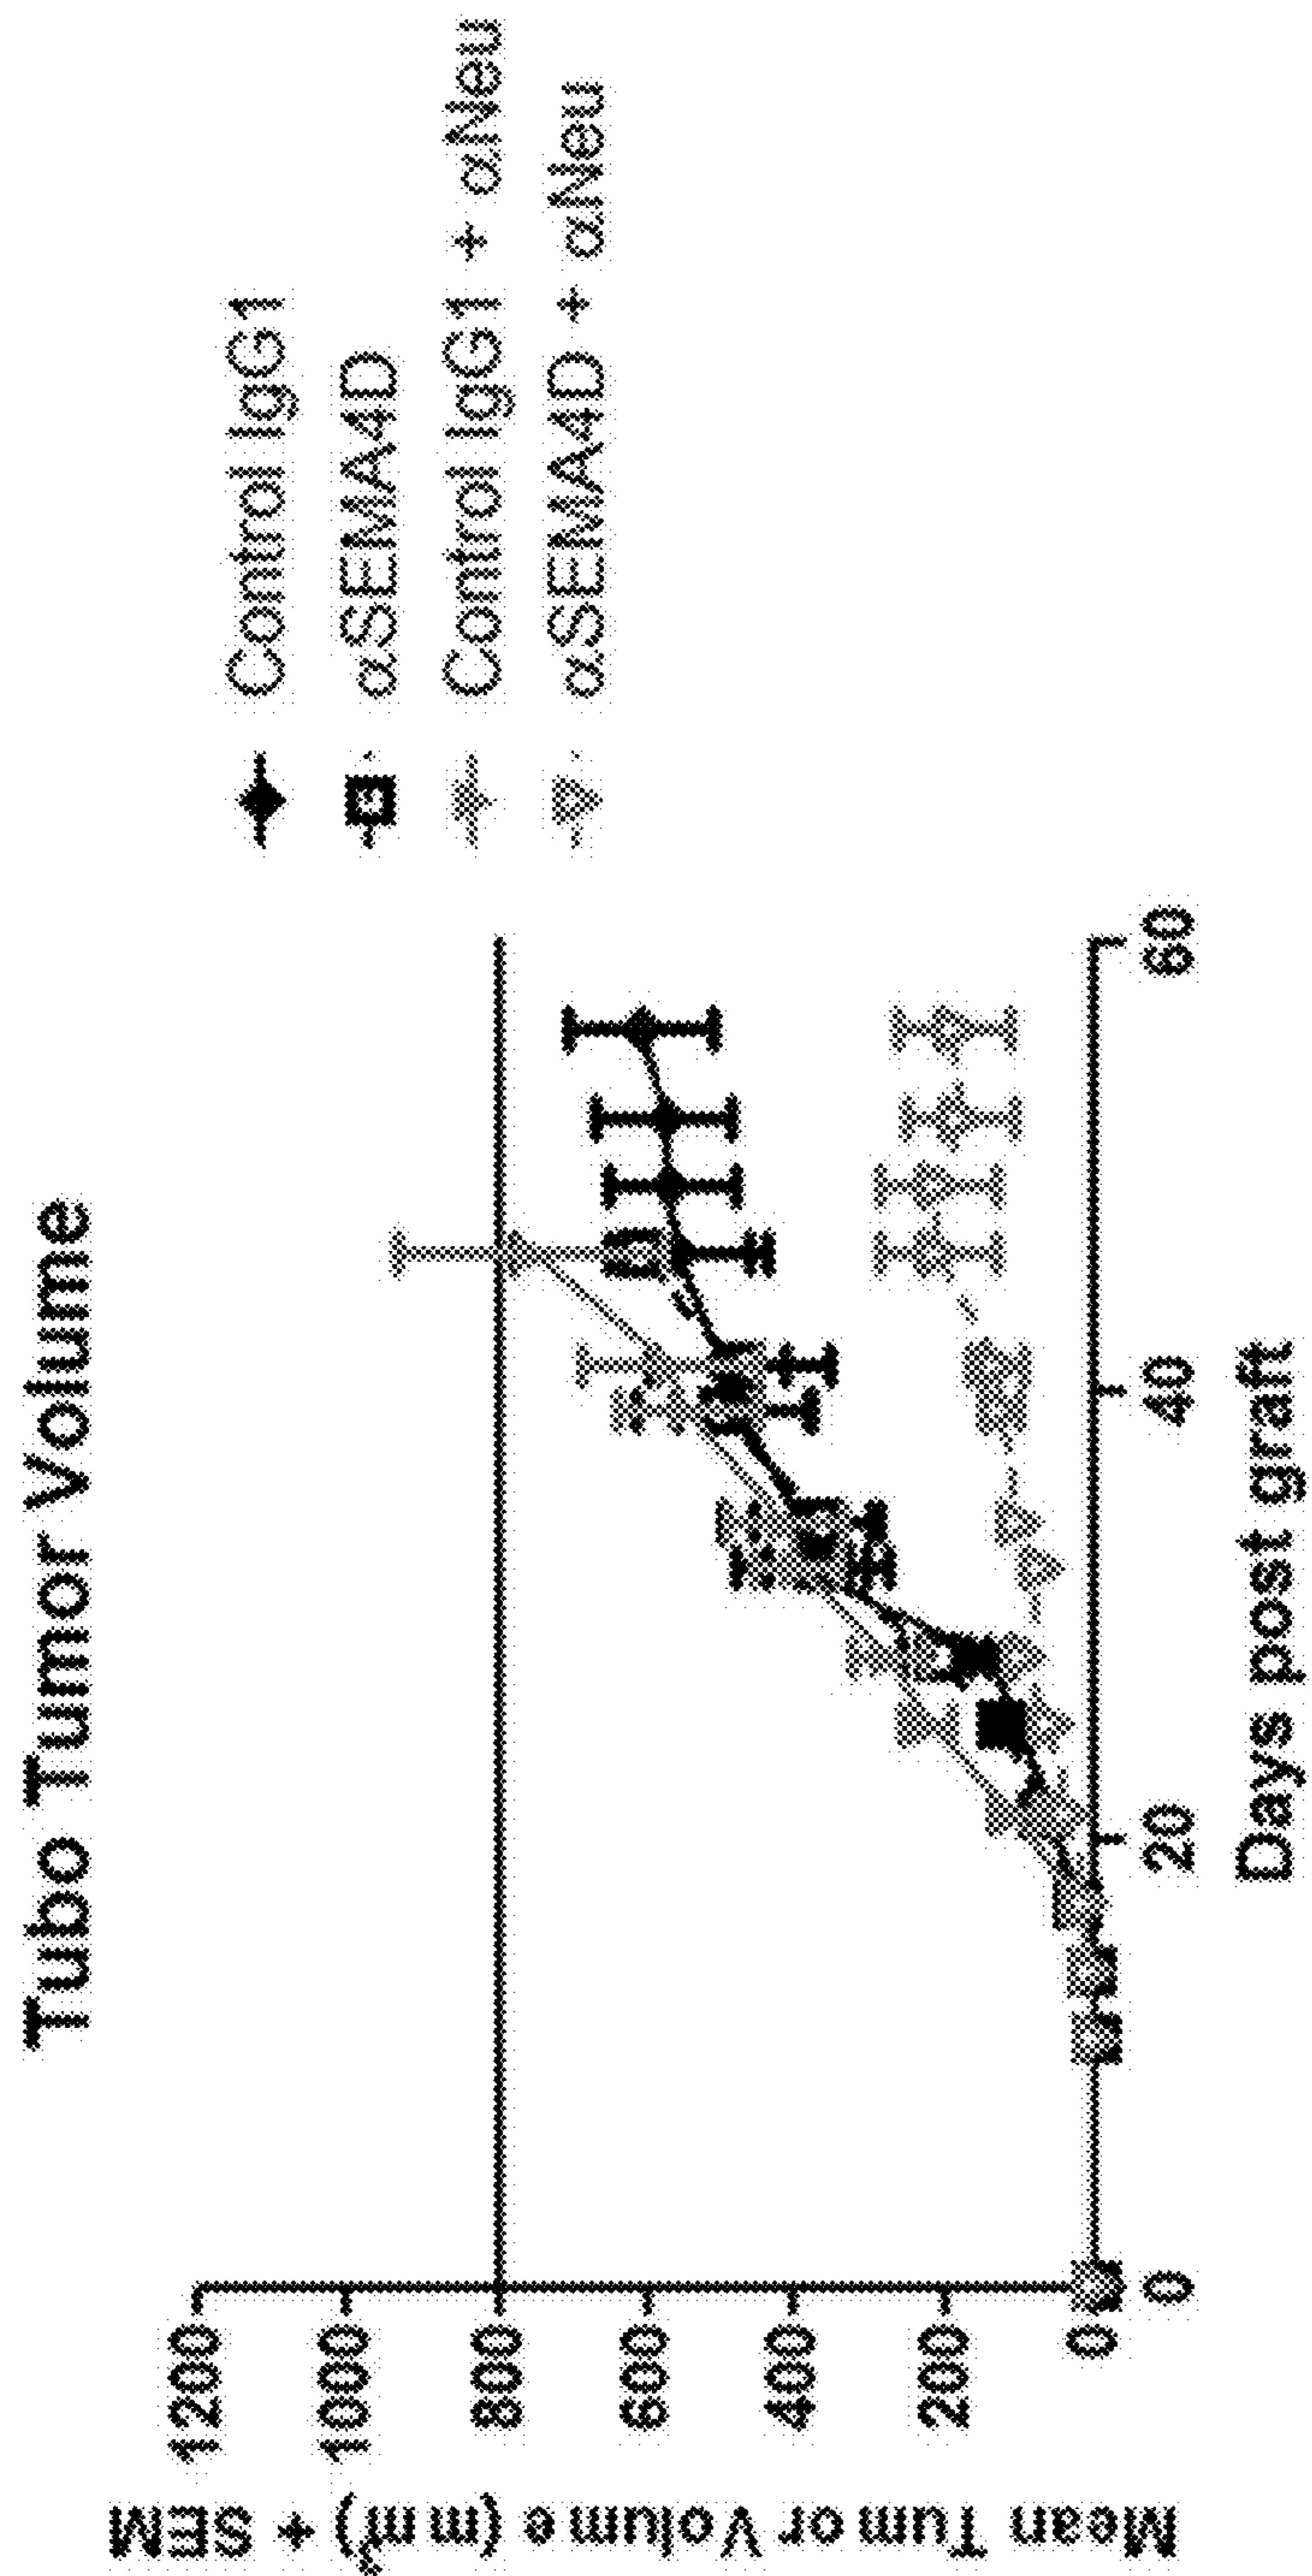 Tubo Tumor Volume
Mean Tumor Volume (mm³) + SEM
1200
1000
800
600
400
200
0
0
20
40
60
Days post graft
Control IgG1
αSEMA4D
Control IgG1 + αNeu
αSEMA4D + αNeu